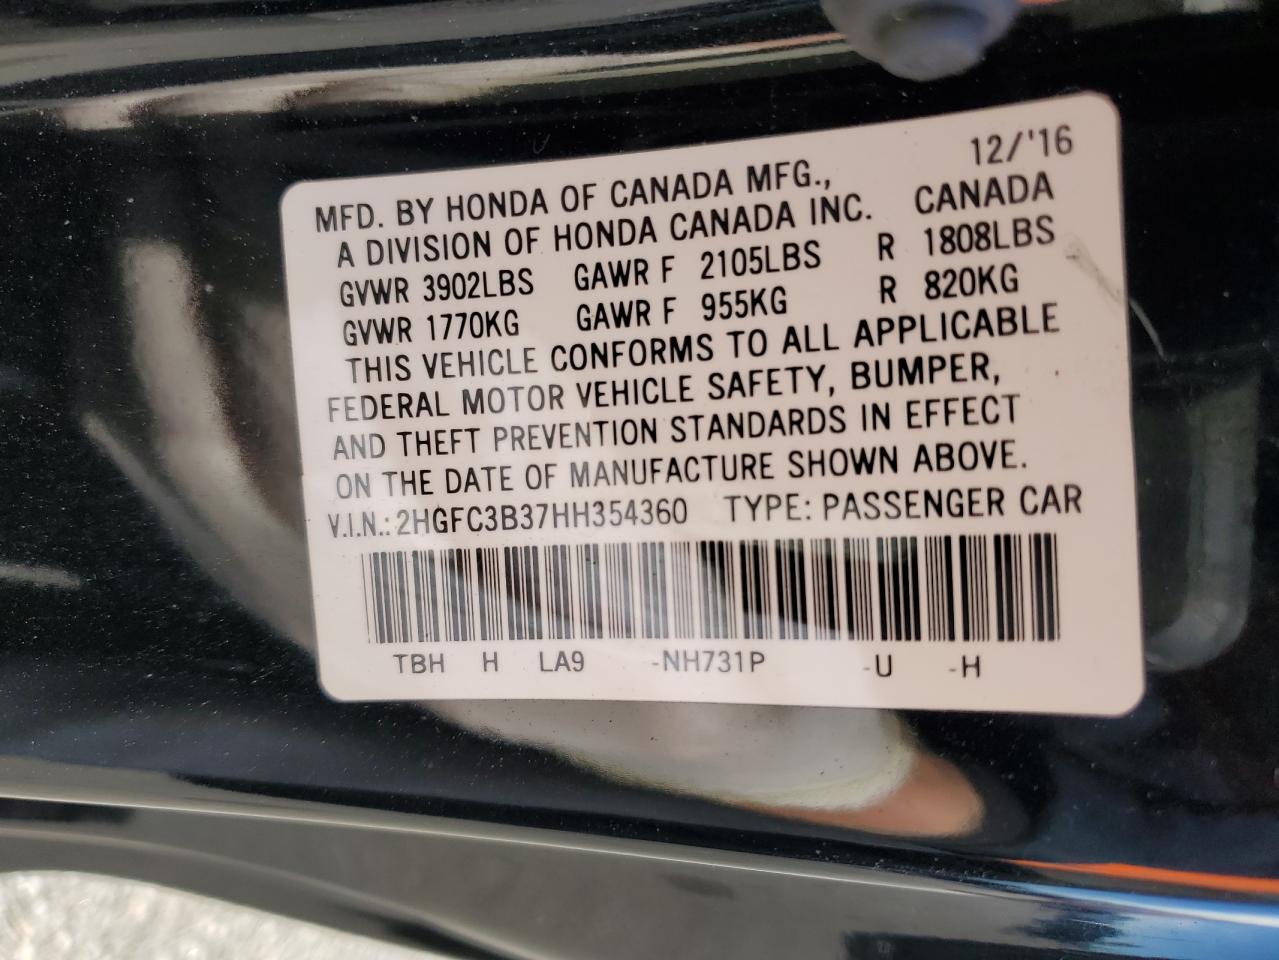 12/'16
MFD. BY HONDA OF CANADA MFG.,
A DIVISION OF HONDA CANADA INC. CANADA
GVWR 3902LBS GAWR F 2105LBS R 1808LBS
GVWR 1770KG GAWR F 955KG R 820KG
THIS VEHICLE CONFORMS TO ALL APPLICABLE
FEDERAL MOTOR VEHICLE SAFETY, BUMPER,
AND THEFT PREVENTION STANDARDS IN EFFECT
ON THE DATE OF MANUFACTURE SHOWN ABOVE.
V.I.N.: 2HGFC3B37HH354360 TYPE: PASSENGER CAR
TBH H LA9 -NH731P -U -H